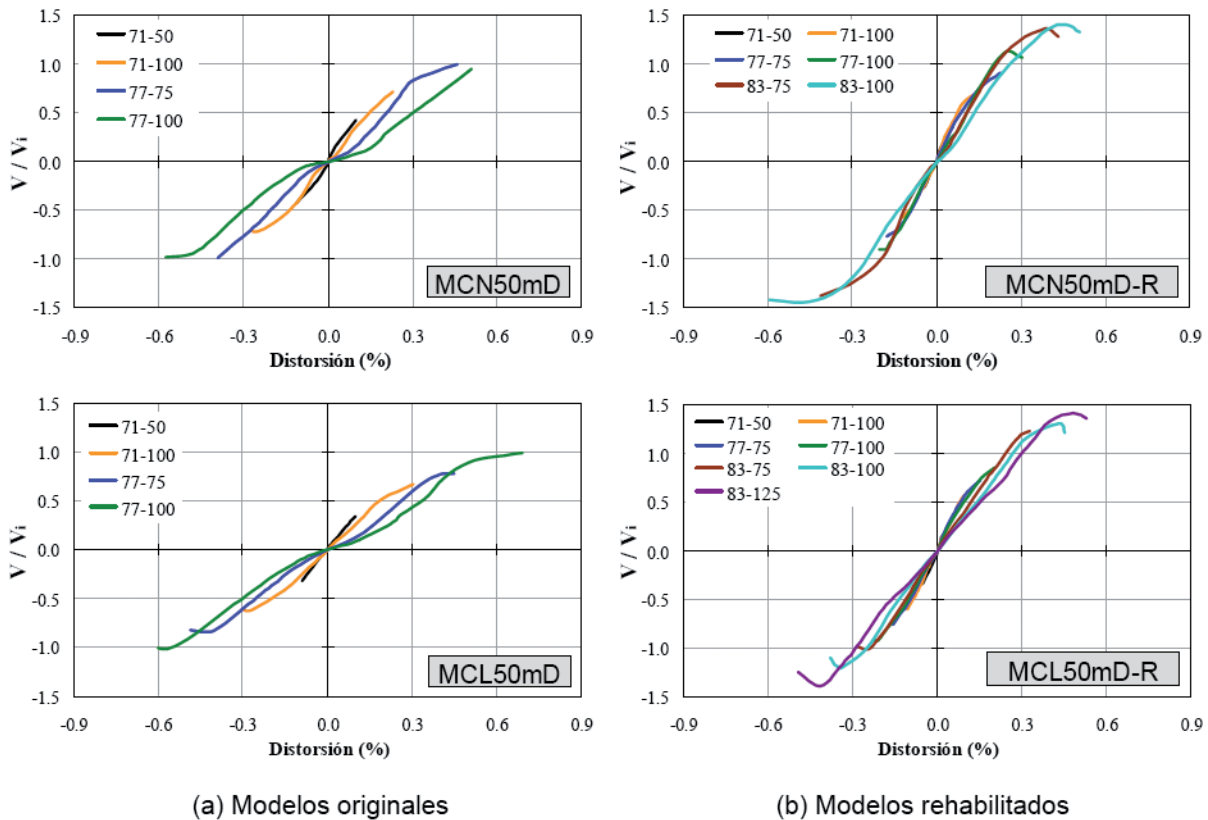 1.5
1.0
0.5
0.0
-0.5
-1.0
-1.5
V / Vi
71-50
71-100
77-75
77-100
MCN50mD
-0.9 -0.6 -0.3 0.0 0.3 0.6 0.9
Distorsión (%)
1.5
1.0
0.5
0.0
-0.5
-1.0
-1.5
V / Vi
71-50 71-100
77-75 77-100
83-75 83-100
MCN50mD-R
-0.9 -0.6 -0.3 0.0 0.3 0.6 0.9
Distorsion (%)
1.5
1.0
0.5
0.0
-0.5
-1.0
-1.5
V / Vi
71-50
71-100
77-75
77-100
MCL50mD
-0.9 -0.6 -0.3 0.0 0.3 0.6 0.9
Distorsión (%)
1.5
1.0
0.5
0.0
-0.5
-1.0
-1.5
V / Vi
71-50 71-100
77-75 77-100
83-75 83-100
83-125
MCL50mD-R
-0.9 -0.6 -0.3 0.0 0.3 0.6 0.9
Distorsión (%)
(a) Modelos originales
(b) Modelos rehabilitados